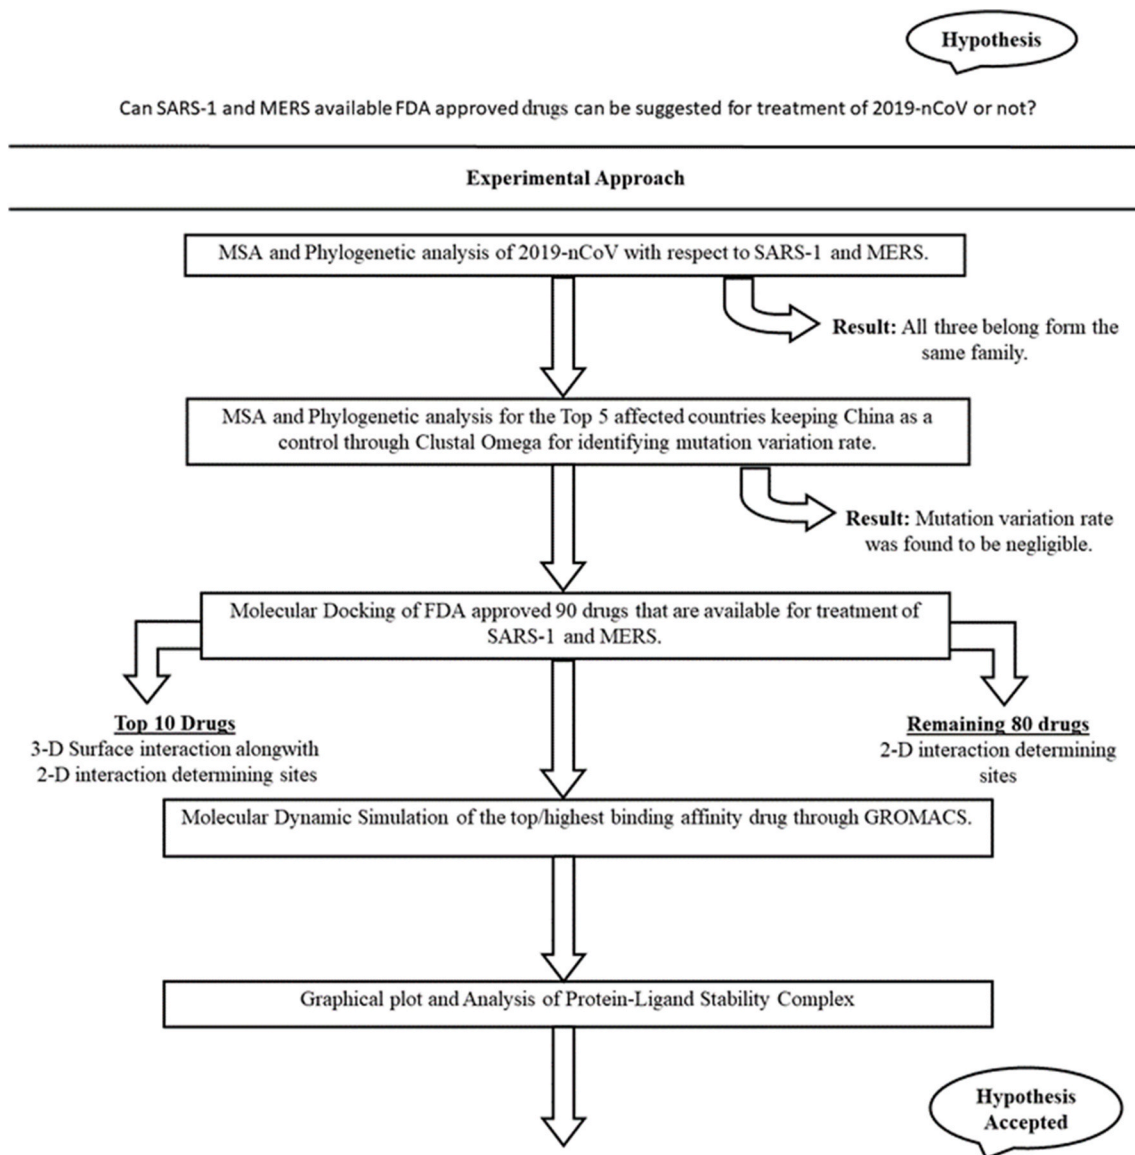 Hypothesis
Can SARS-1 and MERS available FDA approved drugs can be suggested for treatment of 2019-nCoV or not?
Experimental Approach
MSA and Phylogenetic analysis of 2019-nCoV with respect to SARS-1 and MERS.
Result: All three belong form the
same family.
MSA and Phylogenetic analysis for the Top 5 affected countries keeping China as a
control through Clustal Omega for identifying mutation variation rate.
Result: Mutation variation rate
was found to be negligible.
Molecular Docking of FDA approved 90 drugs that are available for treatment of
SARS-1 and MERS.
Top 10 Drugs
3-D Surface interaction alongwith
2-D interaction determining sites
Remaining 80 drugs
2-D interaction determining
sites
Molecular Dynamic Simulation of the top/highest binding affinity drug through GROMACS.
Graphical plot and Analysis of Protein-Ligand Stability Complex
Hypothesis
Accepted